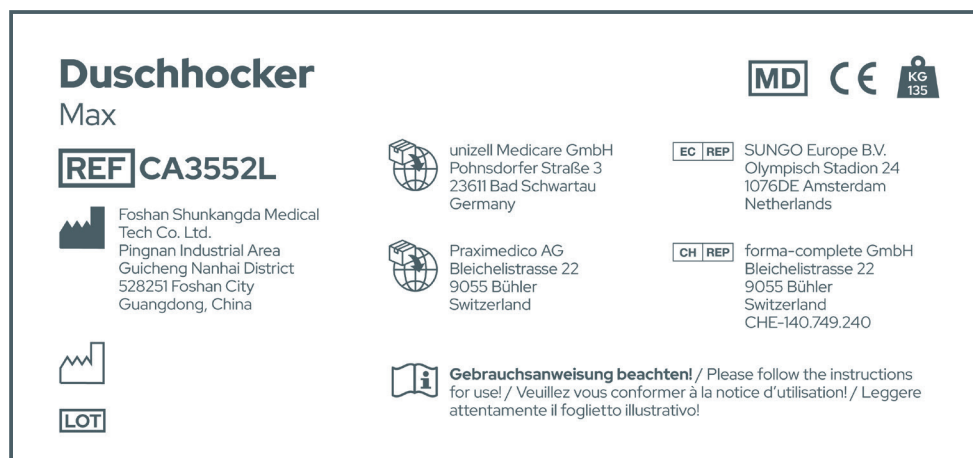 Duschhocker
Max
MD CE KG 135
REF CA3552L
Foshan Shunkangda Medical
Tech Co. Ltd.
Pingnan Industrial Area
Guicheng Nanhai District
528251 Foshan City
Guangdong, China
LOT
unizell Medicare GmbH
Pohnsdorfer Straße 3
23611 Bad Schwartau
Germany
Praximedico AG
Bleichelistrasse 22
9055 Bühler
Switzerland
EC REP SUNGO Europe B.V.
Olympisch Stadion 24
1076DE Amsterdam
Netherlands
CH REP forma-complete GmbH
Bleichelistrasse 22
9055 Bühler
Switzerland
CHE-140.749.240
Gebrauchsanweisung beachten! / Please follow the instructions
for use! / Veuillez vous conformer à la notice d'utilisation! / Leggere
attentamente il foglietto illustrativo!